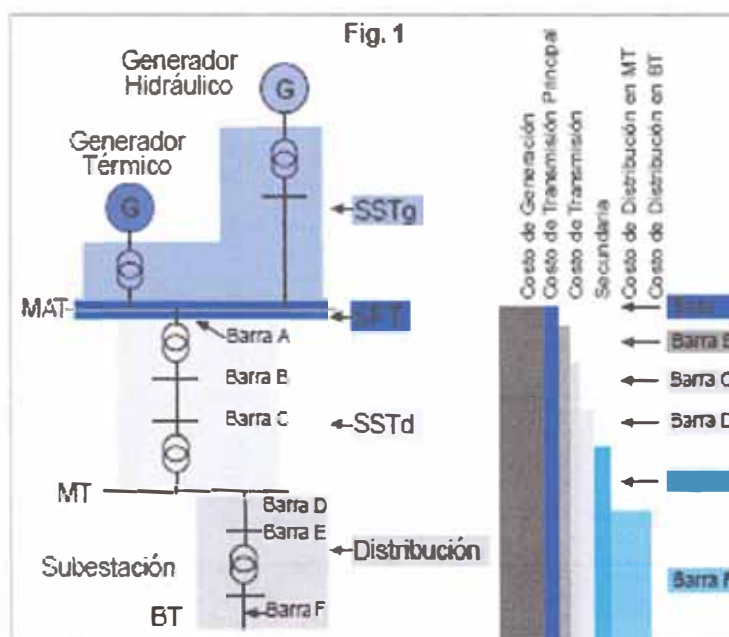 Fig. 1
Generador
Hidráulico
G
Generador
Térmico
G
SSTg
MAT
SPT
Barra A
Barra B
Barra C
SSTd
MT
Barra D
Barra E
Distribución
Subestación
BT
Barra F
Costo de Generación
Costo de Transmisión Principal
Costo de Transmisión
Secundaria
Costo de Distribución en MT
Costo de Distribución en BT
Barra
Barra C
Barra D
Barra